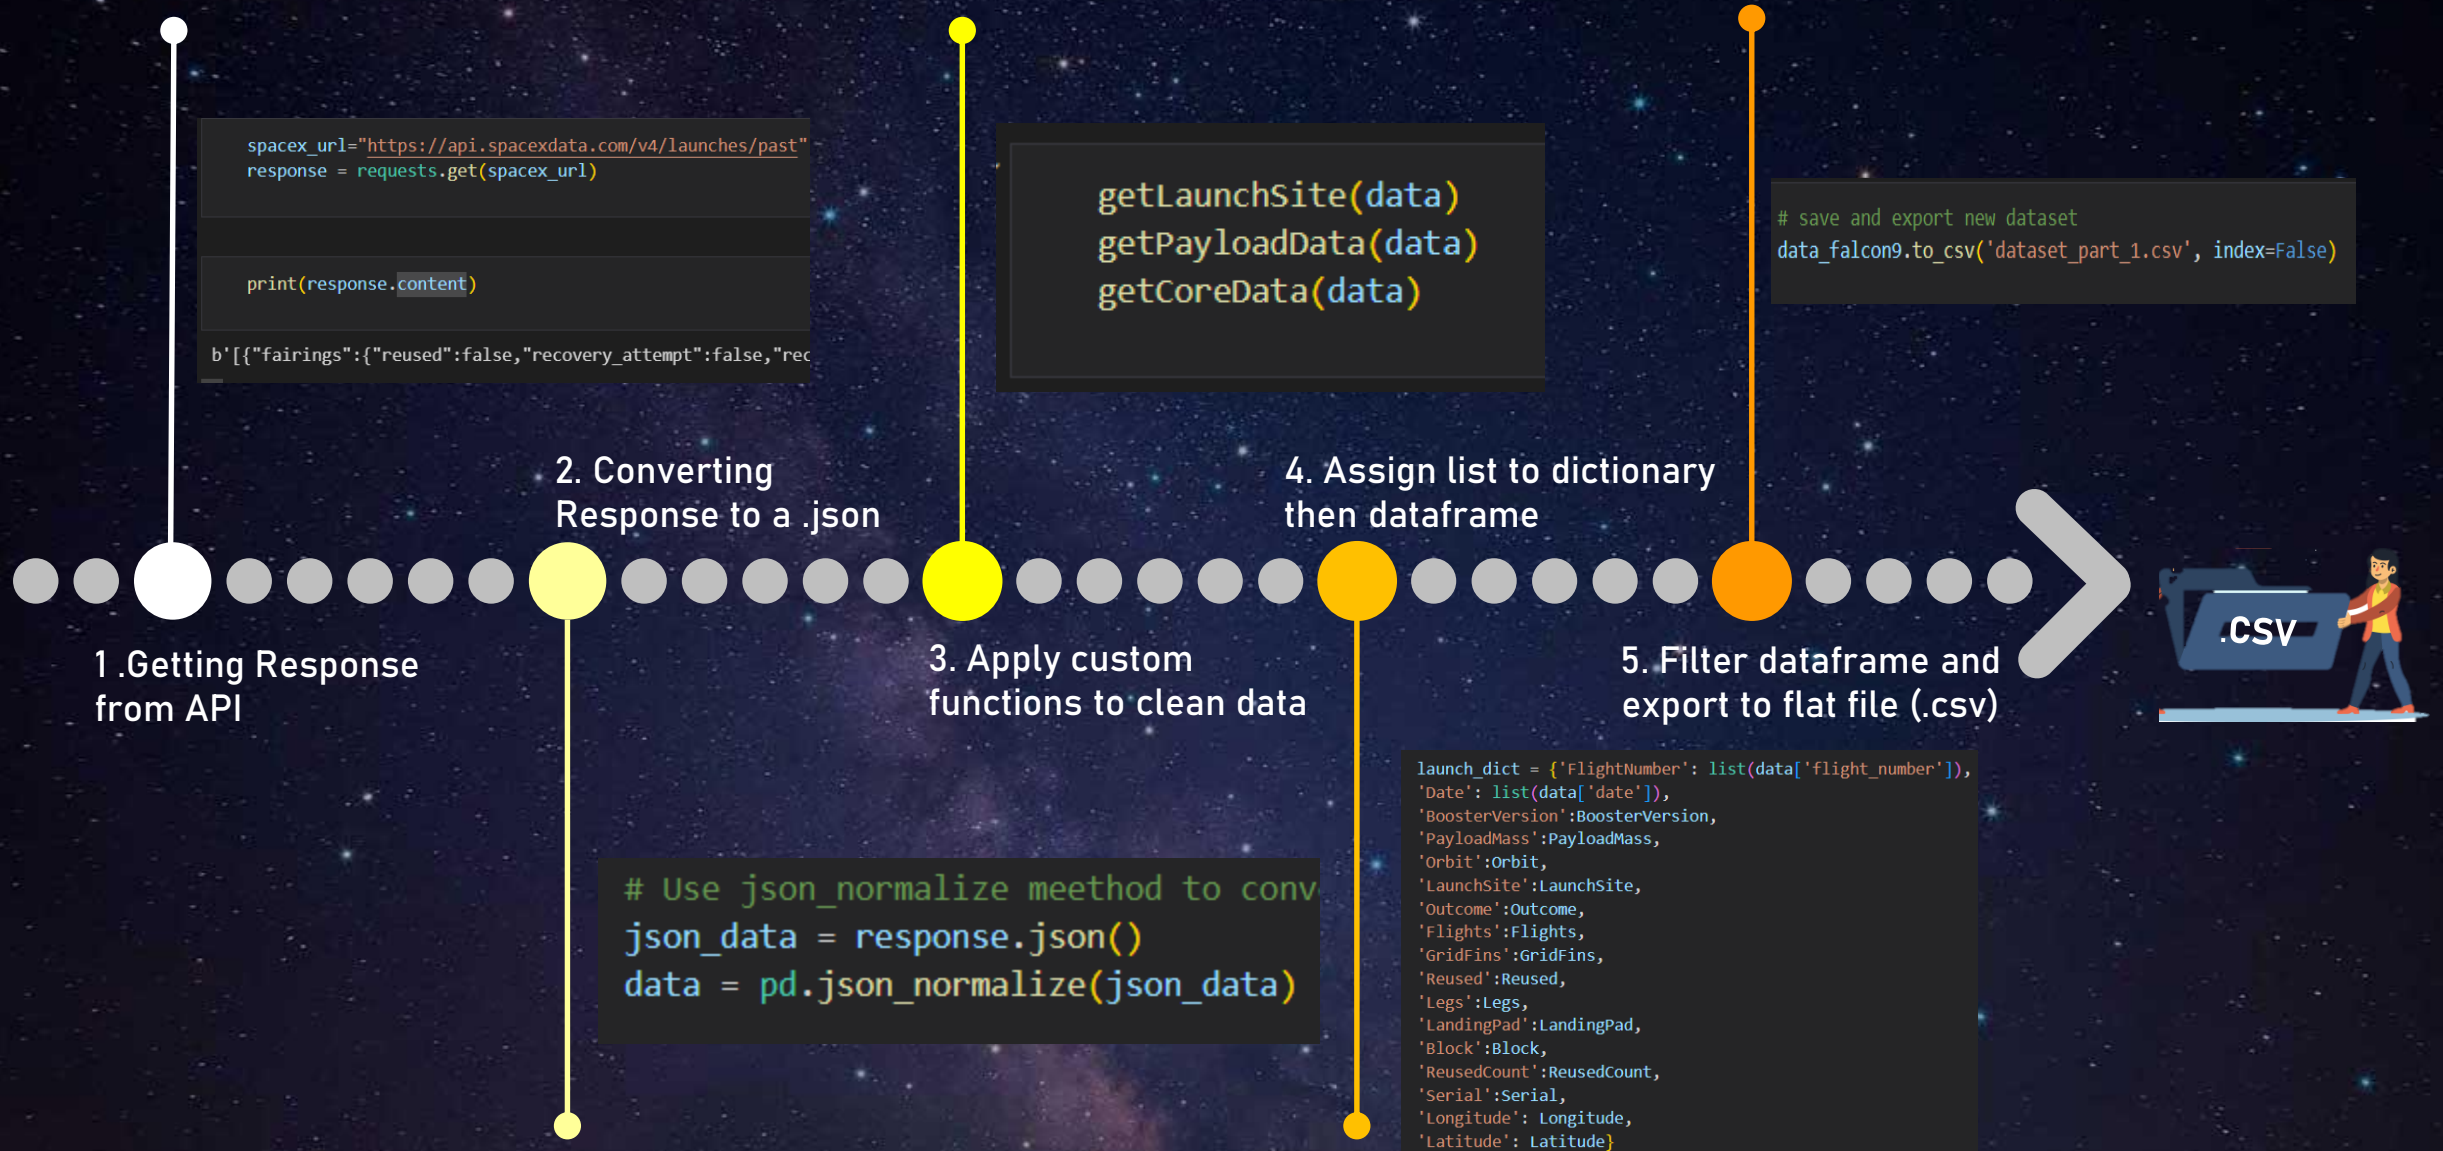 spacex_url="https://api.spacexdata.com/v4/launches/past"
response = requests.get(spacex_url)
print(response.content)
b'[{"fairings":{"reused":false,"recovery_attempt":false,"rec
getLaunchSite(data)
getPayloadData(data)
getCoreData(data)
# save and export new dataset
data_falcon9.to_csv('dataset_part_1.csv', index=False)
1 .Getting Response
from API
2. Converting
Response to a .json
3. Apply custom
functions to clean data
4. Assign list to dictionary
then dataframe
5. Filter dataframe and
export to flat file (.csv)
.CSV
# Use json_normalize meethod to conv
json_data = response.json()
data = pd.json_normalize(json_data)
launch_dict = {'FlightNumber': list(data['flight_number']),
'Date': list(data['date']),
'BoosterVersion':BoosterVersion,
'PayloadMass':PayloadMass,
'Orbit':Orbit,
'LaunchSite':LaunchSite,
'Outcome':Outcome,
'Flights':Flights,
'GridFins':GridFins,
'Reused':Reused,
'Legs':Legs,
'LandingPad':LandingPad,
'Block':Block,
'ReusedCount':ReusedCount,
'Serial':Serial,
'Longitude': Longitude,
'Latitude': Latitude}